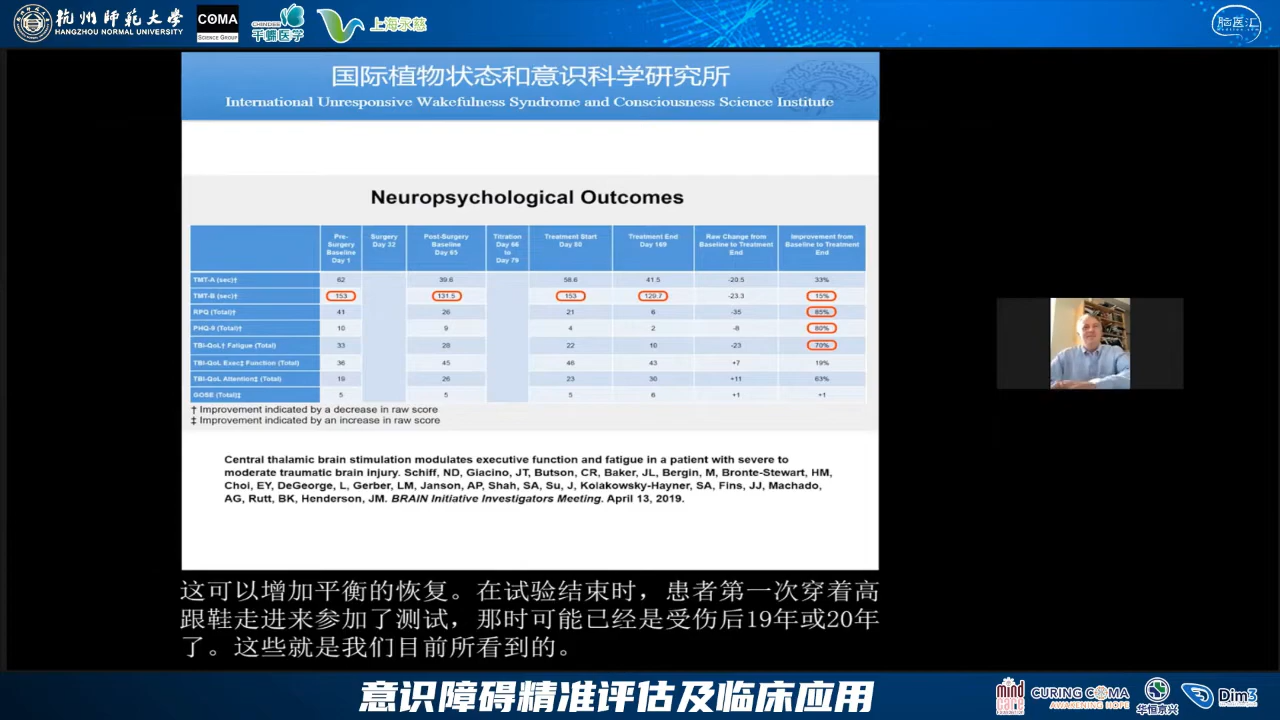 杭州师范大学
HANGZHOU NORMAL UNIVERSITY
COMA
SCIENCE GROUP
CHINDEES
千帼医学
上海永慈
脑医汇
国际植物状态和意识科学研究所
International Unresponsive Wakefulness Syndrome and Consciousness Science Institute
Neuropsychological Outcomes
Pre-Surgery Baseline Day 1 | Surgery Day 32 | Post-Surgery Baseline Day 65 | Titration Day 66 to Day 79 | Treatment Start Day 80 | Treatment End Day 169 | Raw Change from Baseline to Treatment End | Improvement from Baseline to Treatment End
TMT-A (sec)† 62 39.6 58.6 41.5 -20.5 33%
TMT-B (sec)† 153 131.5 153 129.7 -23.3 15%
RPQ (Total)† 41 26 21 6 -35 85%
PHQ-9 (Total)† 10 9 4 2 -8 80%
TBI-QoL† Fatigue (Total) 33 28 22 10 -23 70%
TBI-QoL Exec‡ Function (Total) 36 45 46 43 +7 19%
TBI-QoL Attention‡ (Total) 19 26 23 30 +11 63%
GOSE (Total)‡ 5 5 5 6 +1 +1
† Improvement indicated by a decrease in raw score
‡ Improvement indicated by an increase in raw score
Central thalamic brain stimulation modulates executive function and fatigue in a patient with severe to
moderate traumatic brain injury. Schiff, ND, Giacino, JT, Butson, CR, Baker, JL, Bergin, M, Bronte-Stewart, HM,
Choi, EY, DeGeorge, L, Gerber, LM, Janson, AP, Shah, SA, Su, J, Kolakowsky-Hayner, SA, Fins, JJ, Machado,
AG, Rutt, BK, Henderson, JM. BRAIN Initiative Investigators Meeting. April 13, 2019.
这可以增加平衡的恢复。在试验结束时，患者第一次穿着高
跟鞋走进来参加了测试，那时可能已经是受伤后19年或20年
了。这些就是我们目前所看到的。
意识障碍精准评估及临床应用
mind care
CURING COMA
AWAKENING HOPE
华恒京兴
Dim3